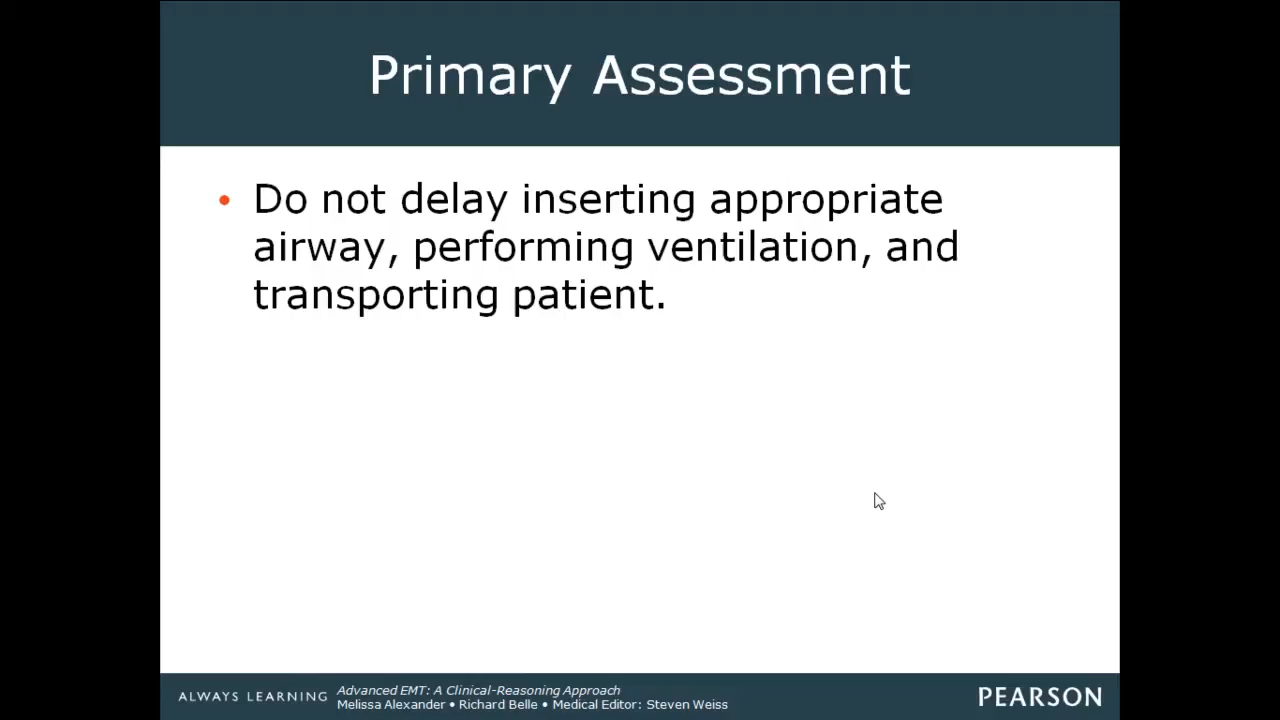 Primary Assessment
• Do not delay inserting appropriate
airway, performing ventilation, and
transporting patient.
ALWAYS LEARNING
Advanced EMT: A Clinical-Reasoning Approach
Melissa Alexander • Richard Belle • Medical Editor: Steven Weiss
PEARSON